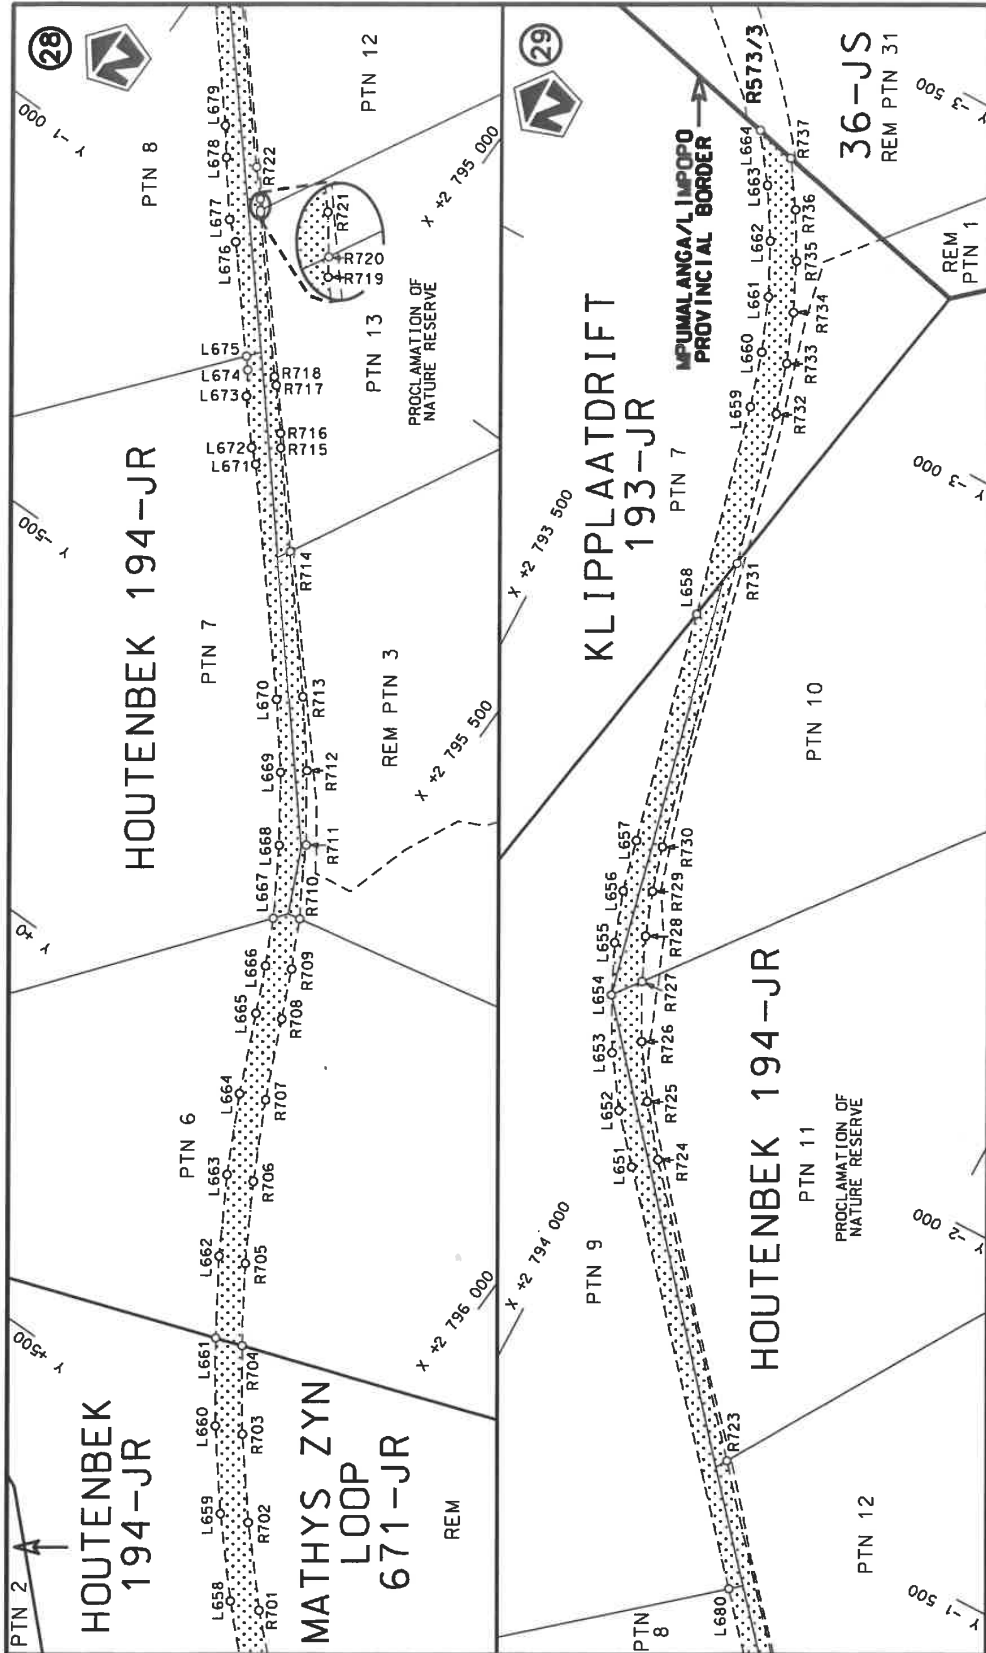 28
Y -1 000
PTN 8
PTN 12
L679
L678
L677
L676
R722
R721
R720
R719
X +2 795 000
L675
L674
L673
L672
L671
R718
R717
R716
R715
R714
PTN 13
PROCLAMATION OF
NATURE RESERVE
Y -500
HOUTENBEK 194-JR
PTN 7
L670
L669
L668
L667
R713
R712
R711
R710
REM PTN 3
X +2 795 500
Y +0
L666
L665
L664
L663
L662
R709
R708
R707
R706
R705
PTN 6
X +2 796 000
Y +500
L661
L660
L659
L658
R704
R703
R702
R701
PTN 2
HOUTENBEK
194-JR
MATHYS ZYN
LOOP
671-JR
REM
29
R573/3
MPUMALANGA/LIMPOPO
PROVINCIAL BORDER
36-JS
REM PTN 31
Y -3 500
REM
PTN 1
L664
L663
L662
L661
L660
L659
R737
R736
R735
R734
R733
R732
KLIPPLAATDRIFT
193-JR
PTN 7
X +2 793 500
Y -3 000
L658
R731
PTN 10
L657
L656
L655
L654
L653
L652
L651
R730
R729
R728
R727
R726
R725
R724
HOUTENBEK 194-JR
PTN 11
PROCLAMATION OF
NATURE RESERVE
Y -2 000
X +2 794 000
PTN 9
R723
L680
PTN
8
PTN 12
Y -1 500